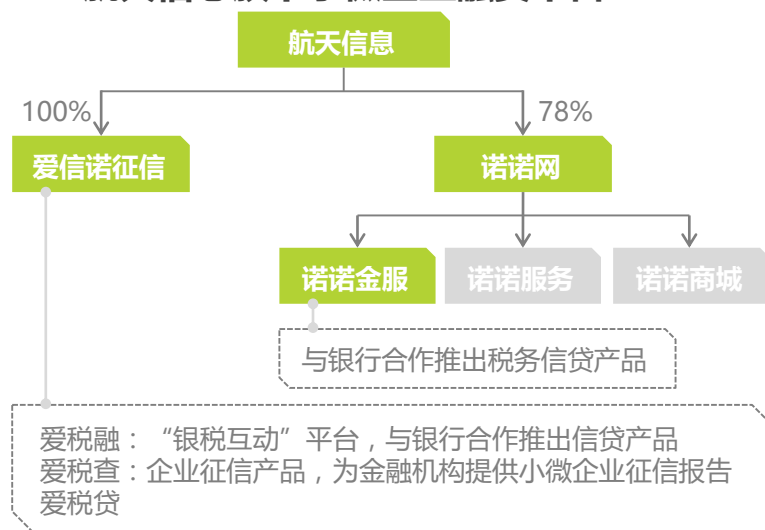 航天信息
100%
78%
爱信诺征信
诺诺网
诺诺金服
诺诺服务
诺诺商城
与银行合作推出税务信贷产品
爱税融：“银税互动”平台，与银行合作推出信贷产品
爱税查：企业征信产品，为金融机构提供小微企业征信报告
爱税贷